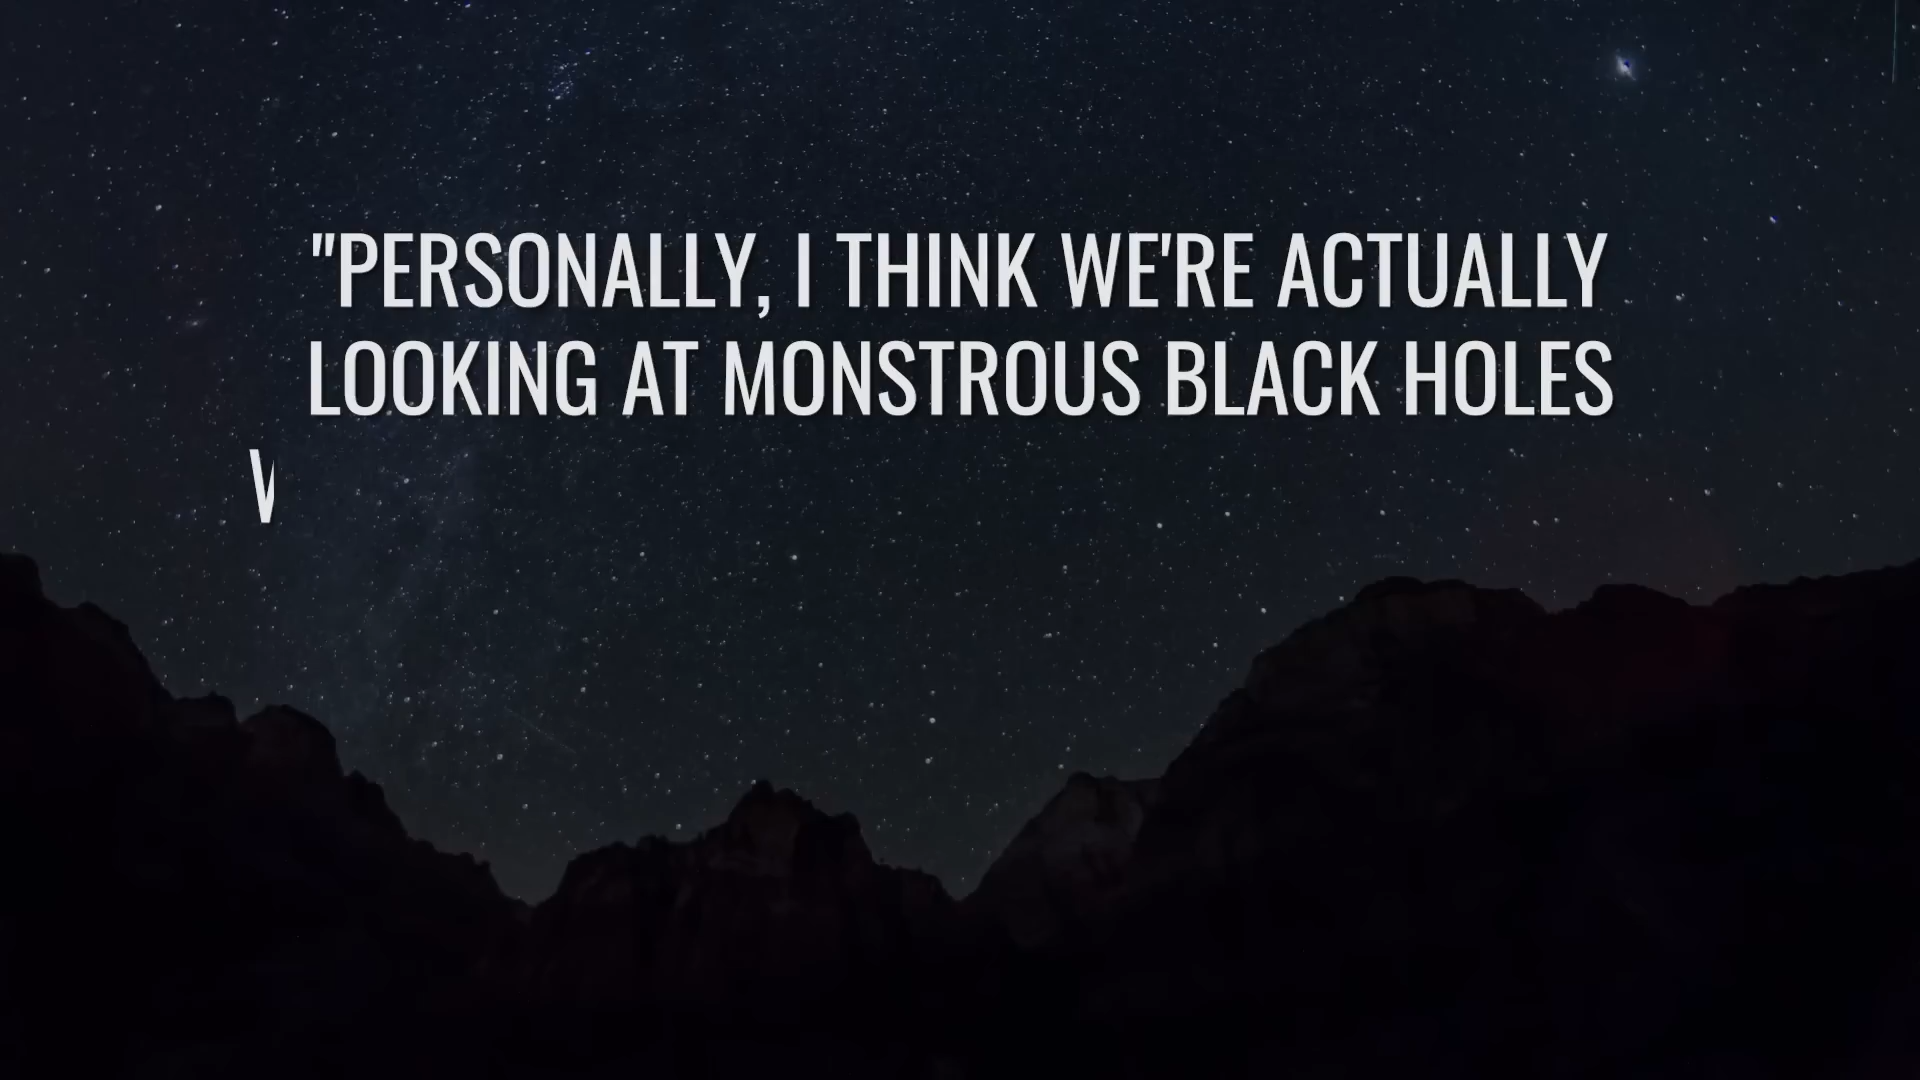 "PERSONALLY, I THINK WE'RE ACTUALLY
LOOKING AT MONSTROUS BLACK HOLES